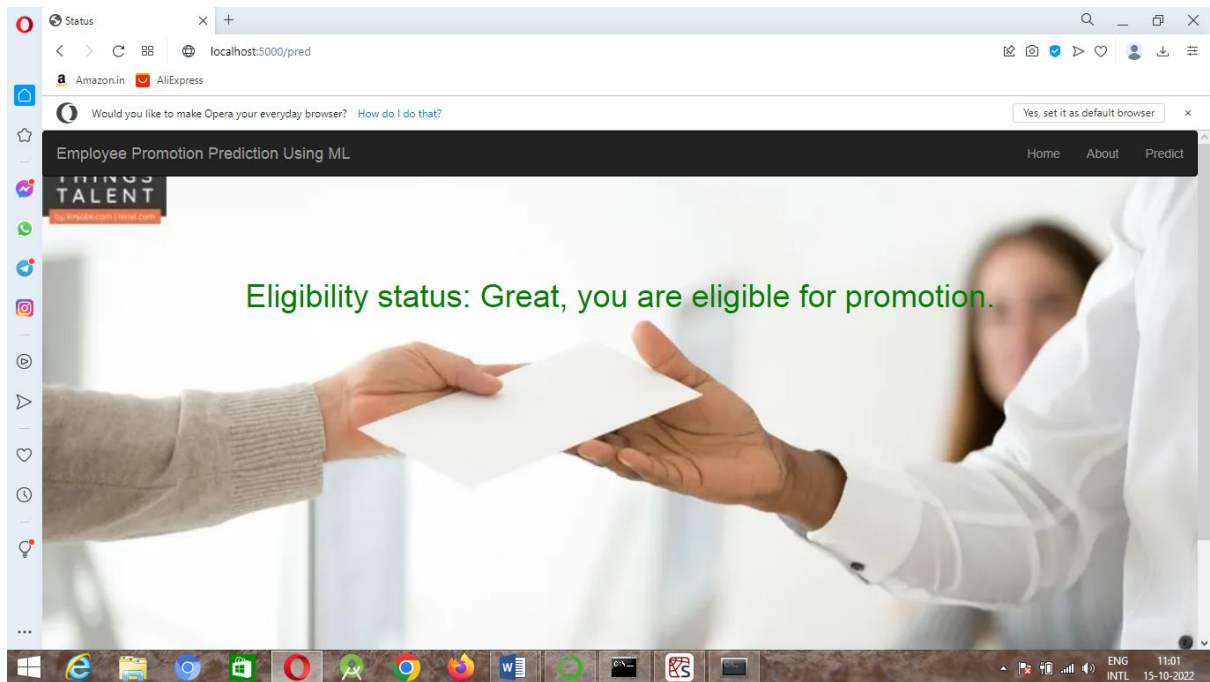 Status
localhost:5000/pred
a Amazon.in AliExpress
Would you like to make Opera your everyday browser? How do I do that? Yes, set it as default browser
Employee Promotion Prediction Using ML Home About Predict
THINGS
TALENT
Eligibility status: Great, you are eligible for promotion.
ENG 11:01
INTL 15-10-2022